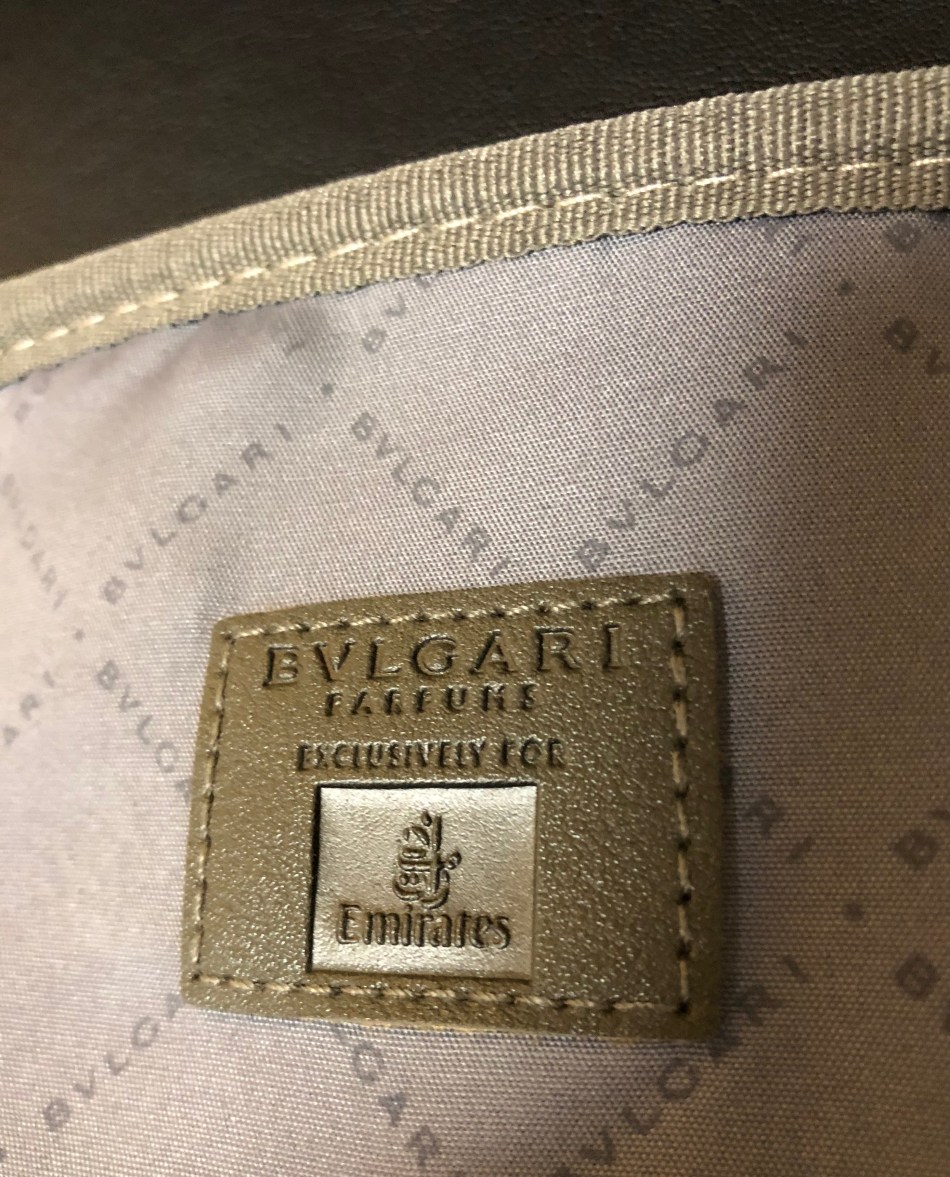 BVLGARI
BVLGARI
BVLGARI
BVLGARI
PARFUMS
EXCLUSIVELY FOR
Emirates